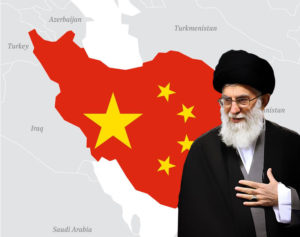 Azerbaijan
Turkey
Turkmenistan
Iraq
Saudi Arabia